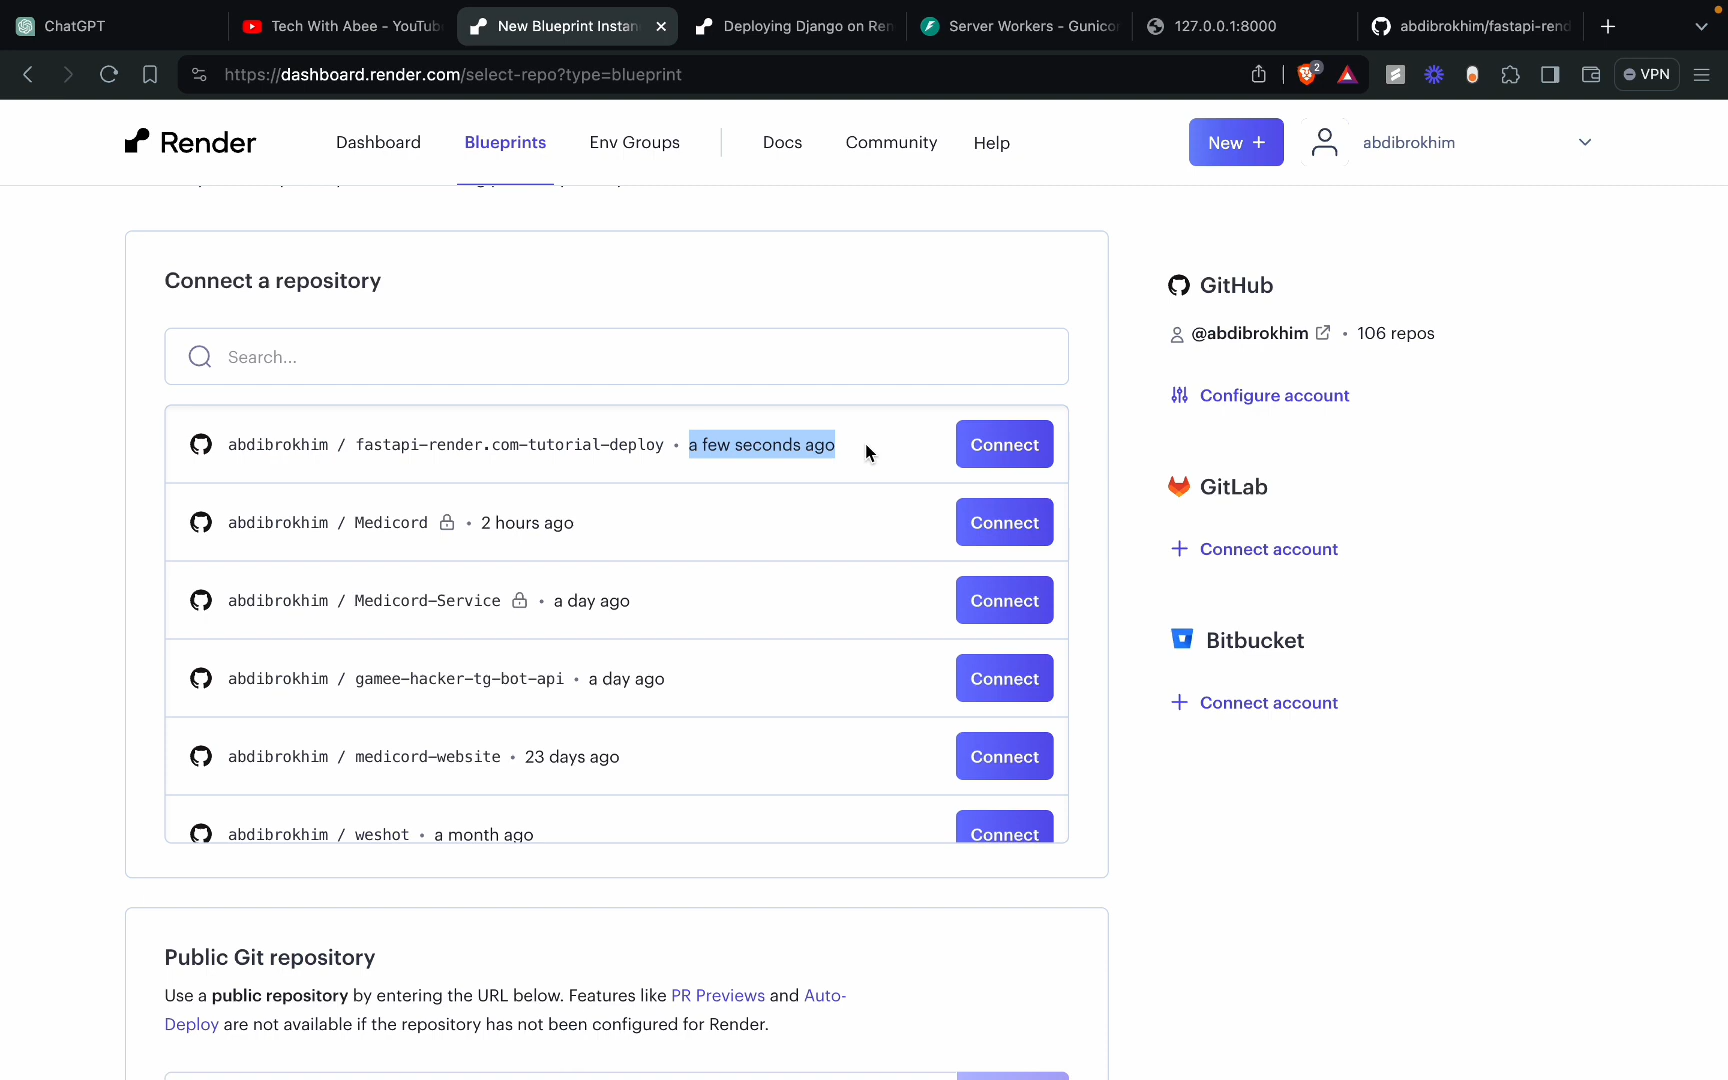 ChatGPT
Tech With Abee - YouTub
New Blueprint Instan
Deploying Django on Ren
Server Workers - Gunico
127.0.0.1:8000
abdibrokhim/fastapi-rend
https://dashboard.render.com/select-repo?type=blueprint
2
VPN
Render
Dashboard
Blueprints
Env Groups
Docs
Community
Help
New +
abdibrokhim
Connect a repository
Search...
abdibrokhim / fastapi-render.com-tutorial-deploy • a few seconds ago
Connect
abdibrokhim / Medicord • 2 hours ago
Connect
abdibrokhim / Medicord-Service • a day ago
Connect
abdibrokhim / gamee-hacker-tg-bot-api • a day ago
Connect
abdibrokhim / medicord-website • 23 days ago
Connect
abdibrokhim / weshot • a month ago
Connect
GitHub
@abdibrokhim • 106 repos
Configure account
GitLab
+ Connect account
Bitbucket
+ Connect account
Public Git repository
Use a public repository by entering the URL below. Features like PR Previews and Auto-
Deploy are not available if the repository has not been configured for Render.